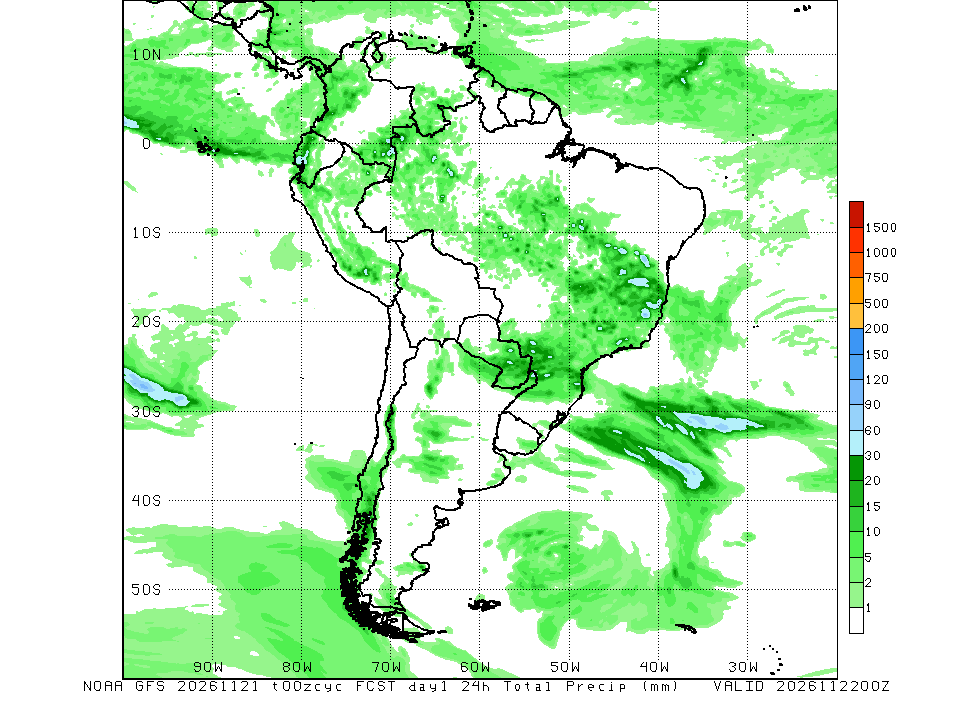 10N
0
10S
20S
30S
40S
50S
90W 80W 70W 60W 50W 40W 30W
1500
1000
750
500
200
150
120
90
60
30
20
15
10
5
2
1
NOAA GFS 20261121 t00zcyc FCST day1 24h Total Precip (mm) VALID 2026112200Z